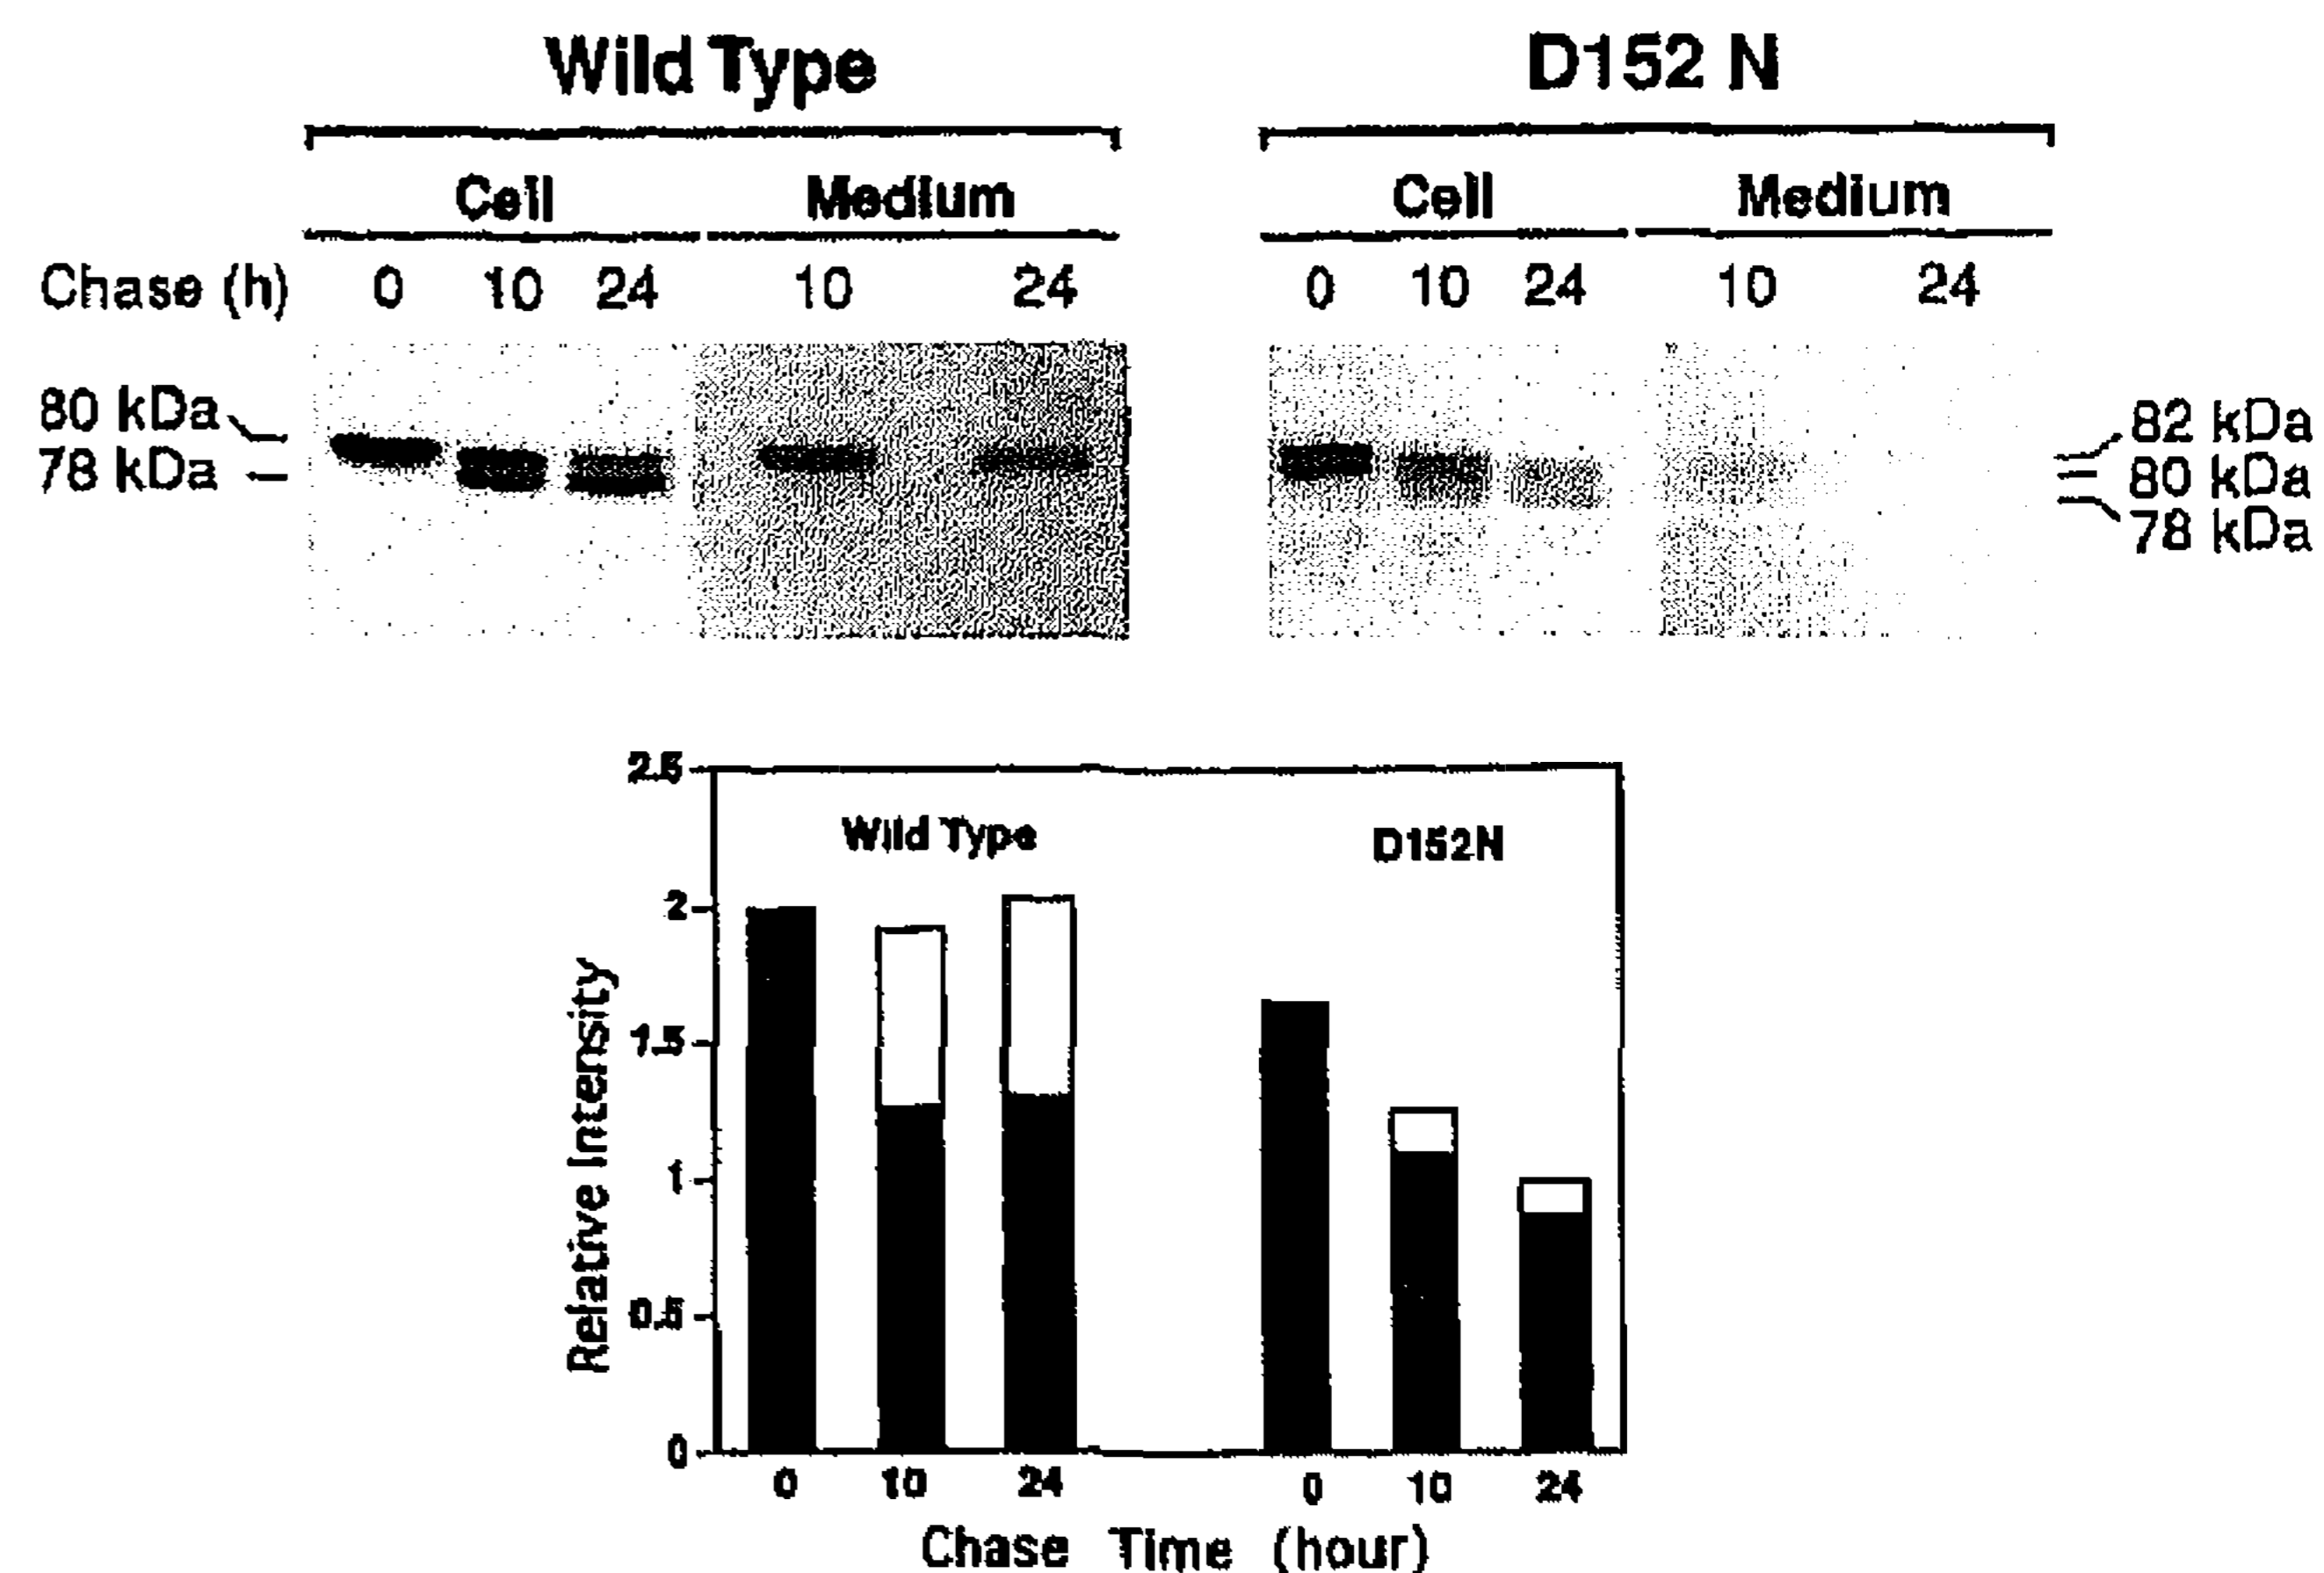 Wild Type D152 N
Cell Medium Cell Medium
Chase (h) 0 10 24 10 24 0 10 24 10 24
80 kDa
78 kDa
82 kDa
80 kDa
78 kDa
2.5
Wild Type D152N
2
1.5
1
0.5
0
Relative Intensity
0 10 24 0 10 24
Chase Time (hour)